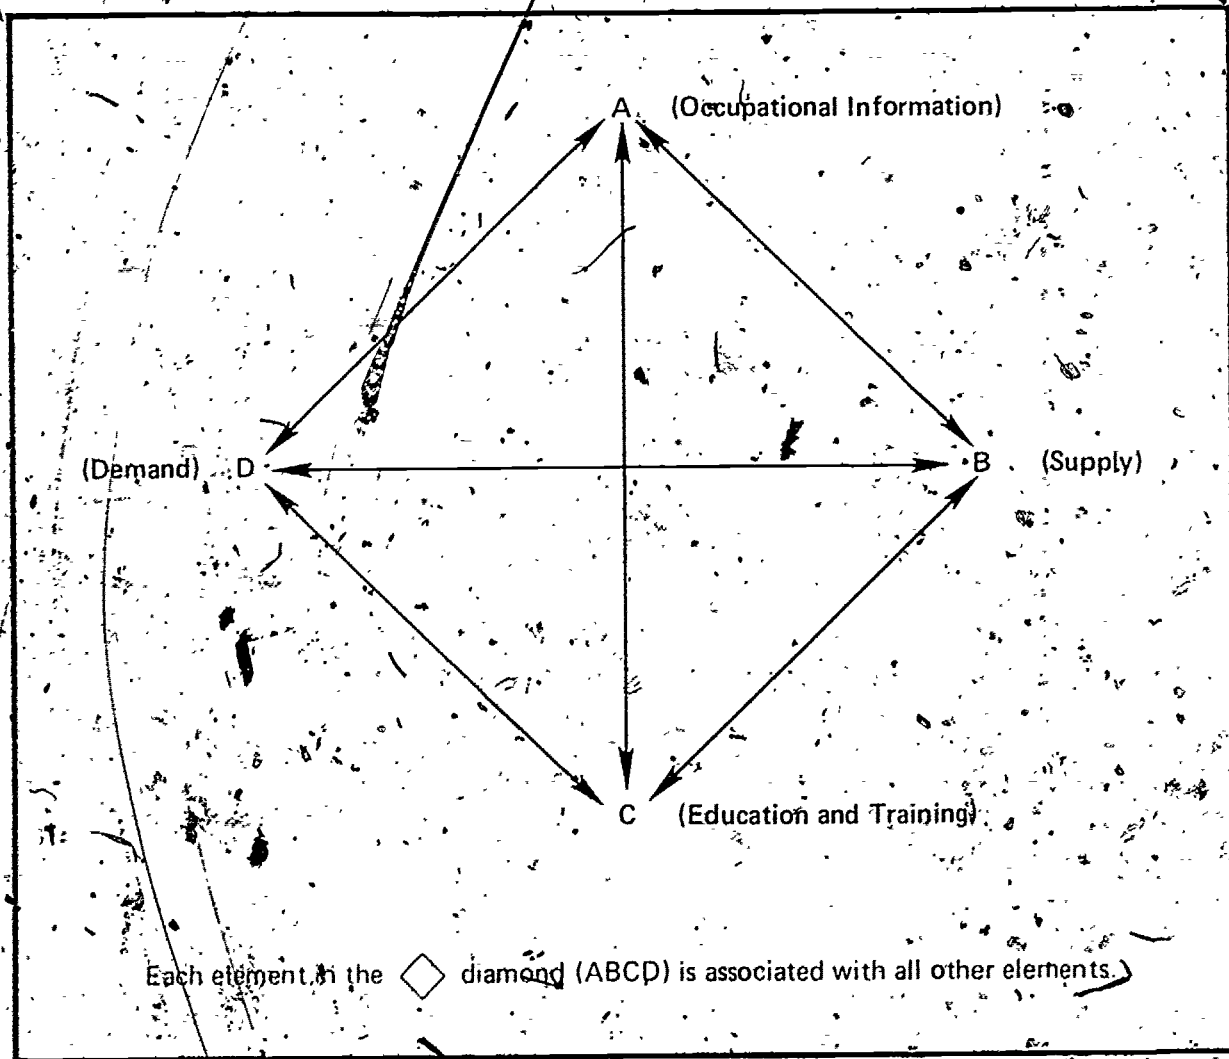 A (Occupational Information)
(Demand) D
B (Supply)
C (Education and Training)
Each element in the ◇ diamond (ABCD) is associated with all other elements.